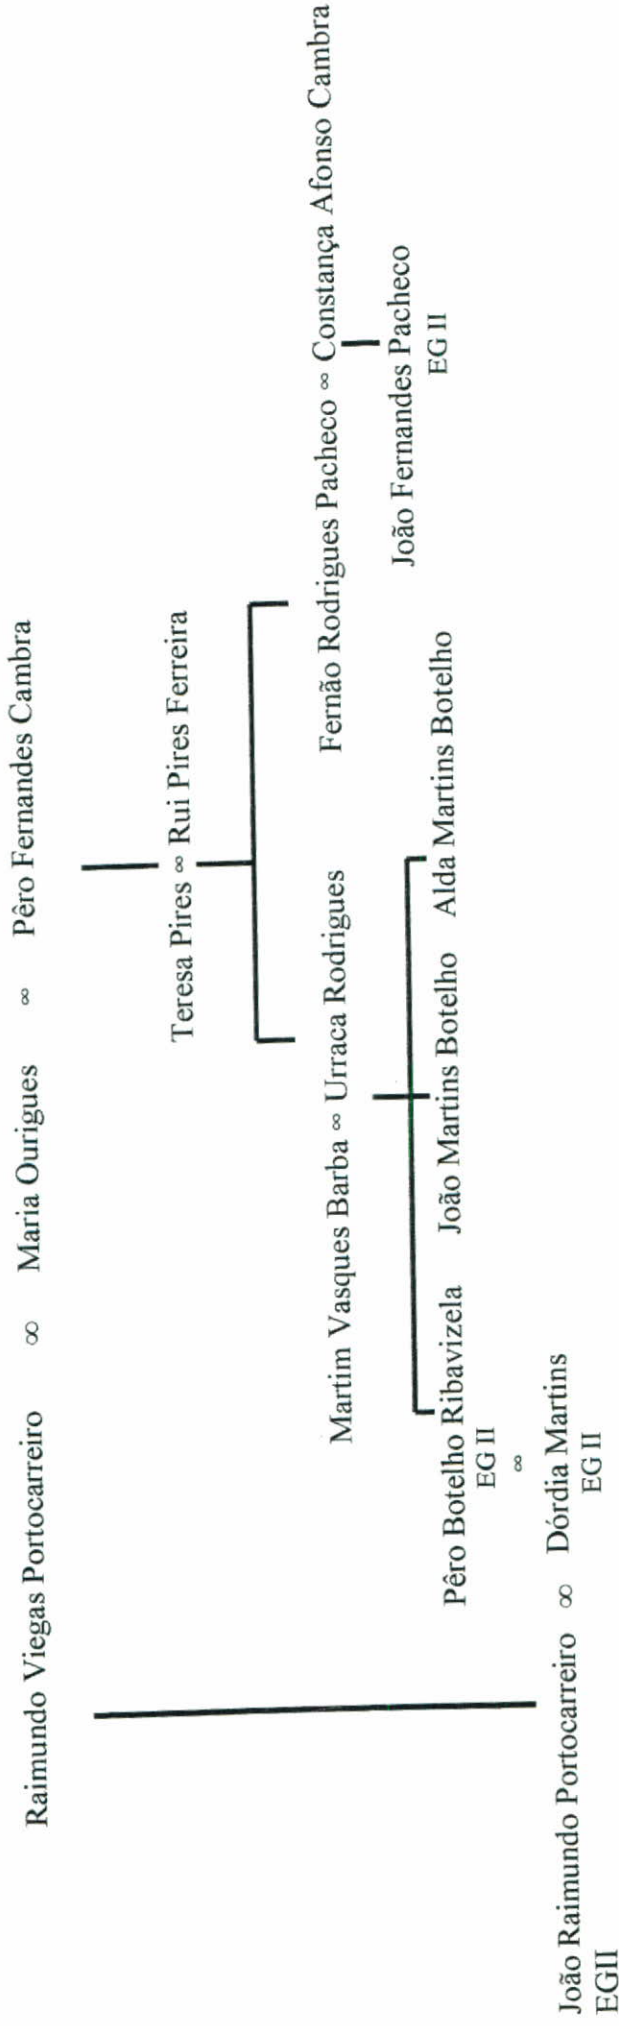 Raimundo Viegas Portocarreiro ∞ Maria Ourigues ∞ Pêro Fernandes Cambra
Teresa Pires ∞ Rui Pires Ferreira
Martim Vasques Barba ∞ Urraca Rodrigues Fernão Rodrigues Pacheco ∞ Constança Afonso Cambra
João Fernandes Pacheco
EG II
Pêro Botelho Ribavizela João Martins Botelho Alda Martins Botelho
EG II
∞
João Raimundo Portocarreiro ∞ Dórdia Martins
EGII EG II